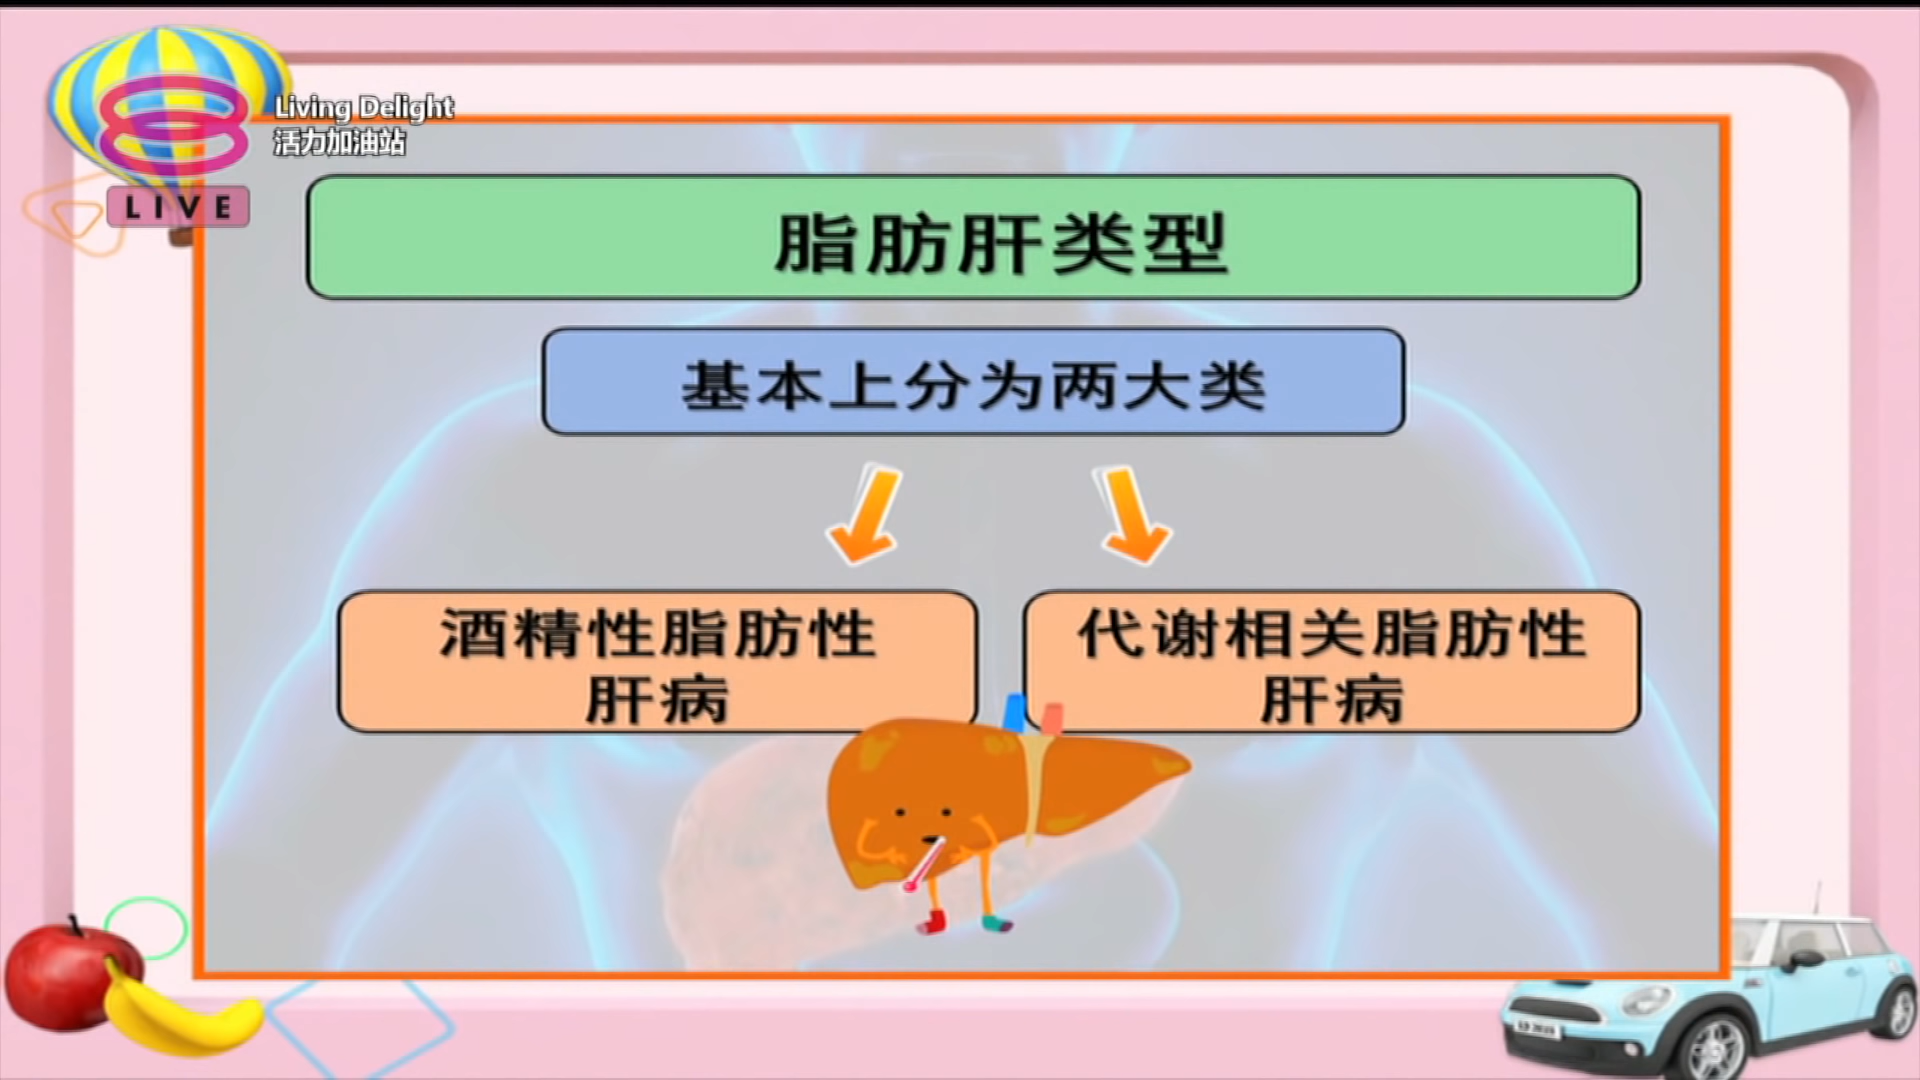 Living Delight
活力加油站
LIVE
脂肪肝类型
基本上分为两大类
酒精性脂肪性
肝病
代谢相关脂肪性
肝病